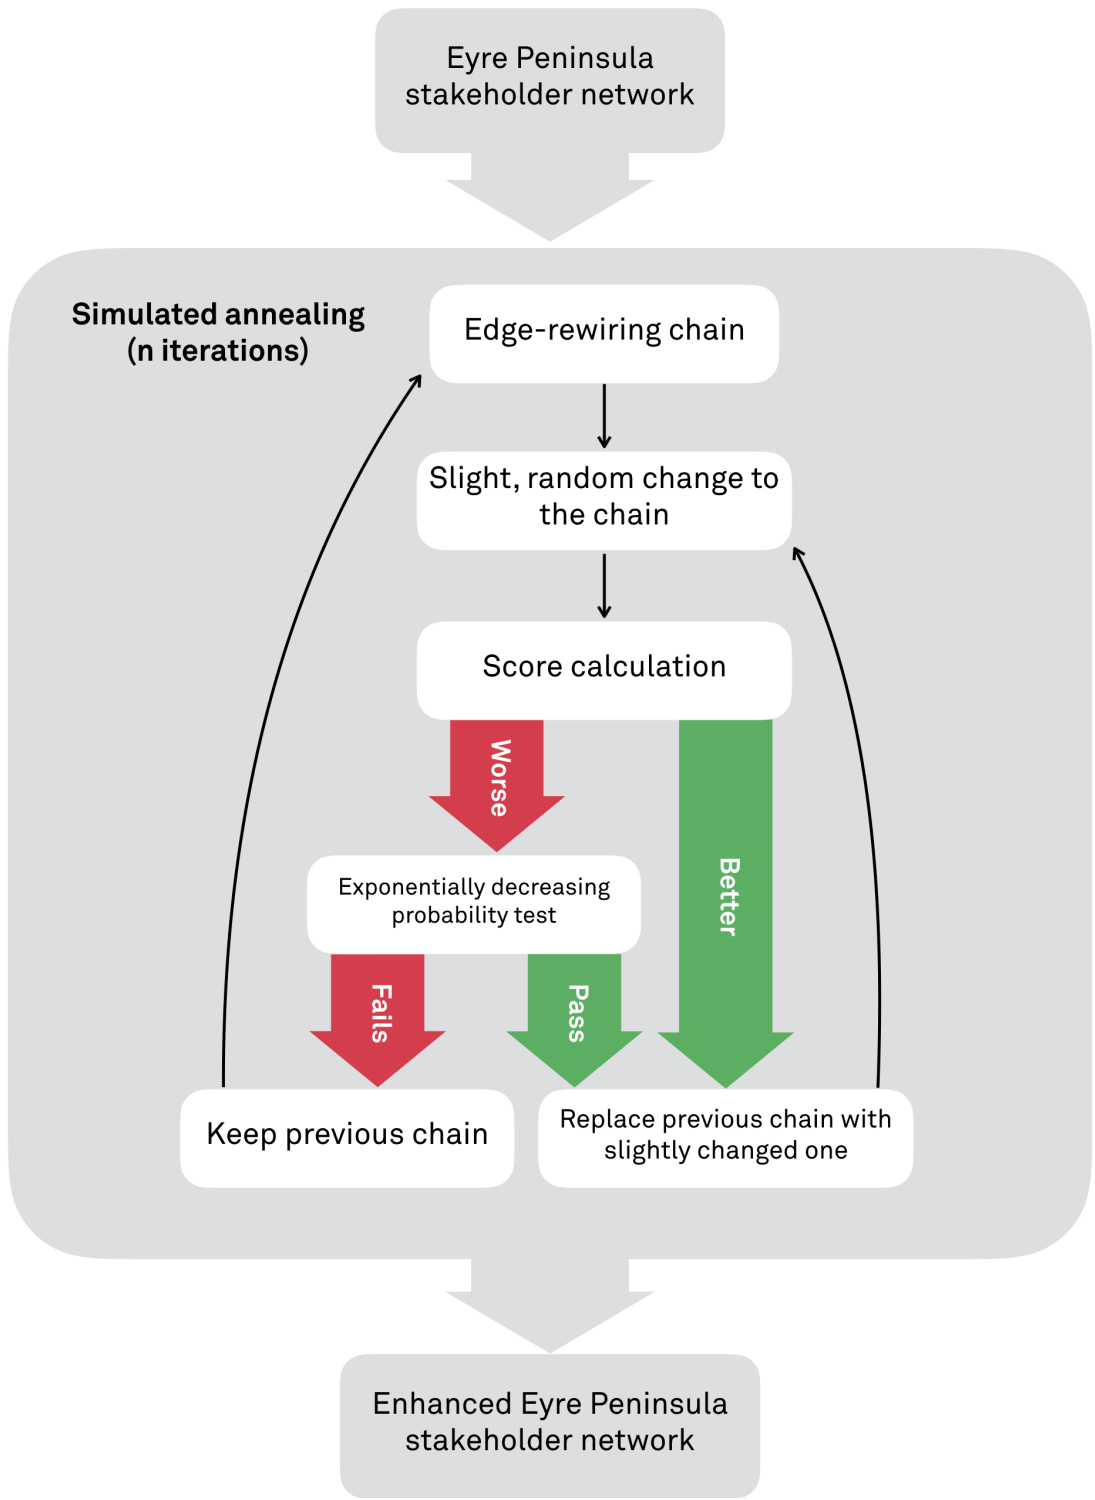 Eyre Peninsula
stakeholder network
Simulated annealing
(n iterations)
Edge-rewiring chain
Slight, random change to
the chain
Score calculation
Worse
Better
Exponentially decreasing
probability test
Fails
Pass
Keep previous chain
Replace previous chain with
slightly changed one
Enhanced Eyre Peninsula
stakeholder network